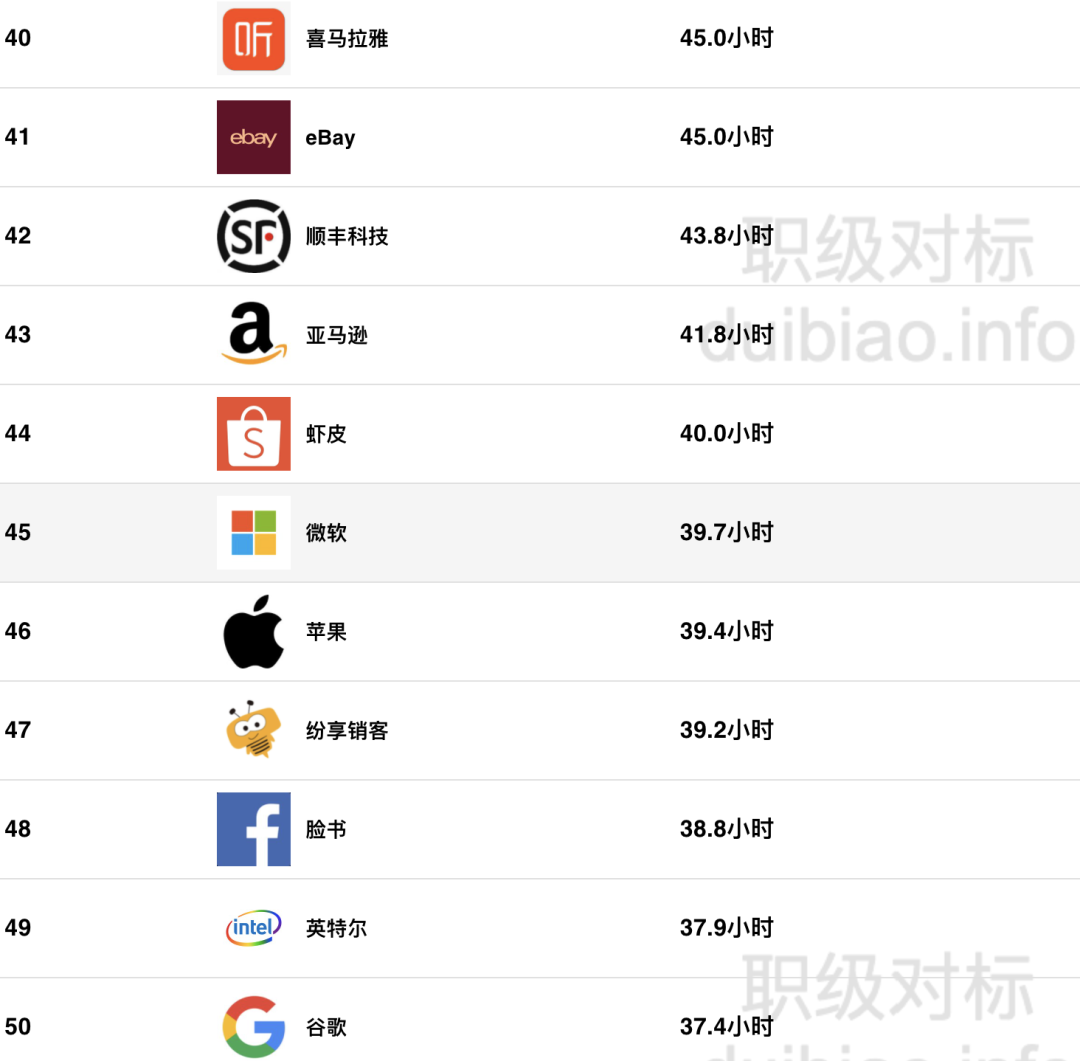 40 听 喜马拉雅 45.0小时
41 ebay eBay 45.0小时
42 SF 顺丰科技 43.8小时
职级对标
43 a 亚马逊 41.8小时
duibiao.info
44 S 虾皮 40.0小时
45 微软 39.7小时
46 苹果 39.4小时
47 纷享销客 39.2小时
48 f 脸书 38.8小时
49 intel 英特尔 37.9小时
职级对标
50 G 谷歌 37.4小时
duibiao.info